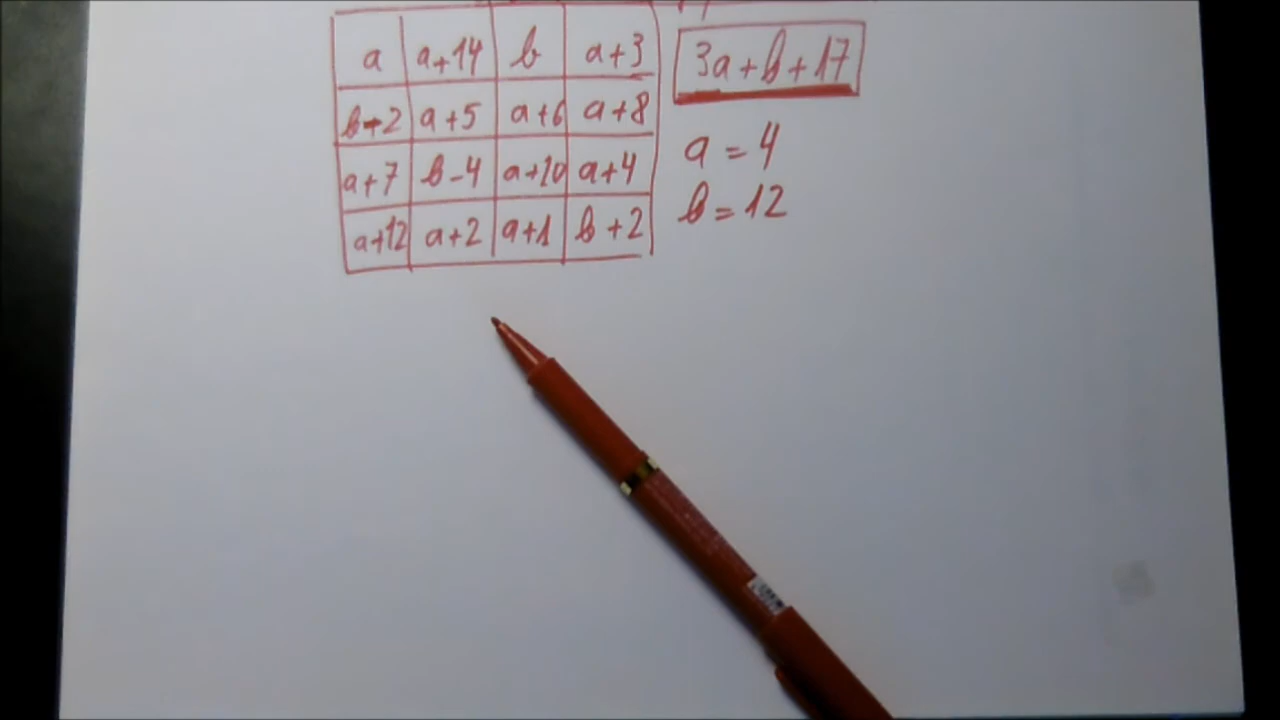 a a+14 b a+3
3a+b+17
b-2 a+5 a+6 a+8
a=4
a+7 b-4 a+10 a+4
b=12
a+12 a+2 a+1 b+2